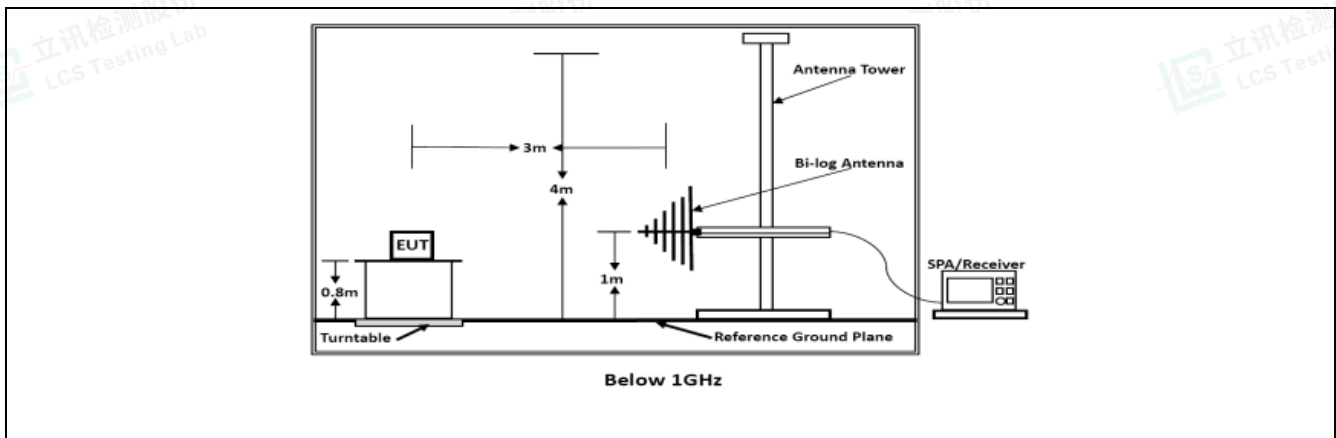 立讯检测股份
LCS Testing Lab
立讯检测
LCS Testi
Antenna Tower
3m
Bi-log Antenna
4m
EUT
SPA/Receiver
1m
0.8m
Turntable
Reference Ground Plane
Below 1GHz